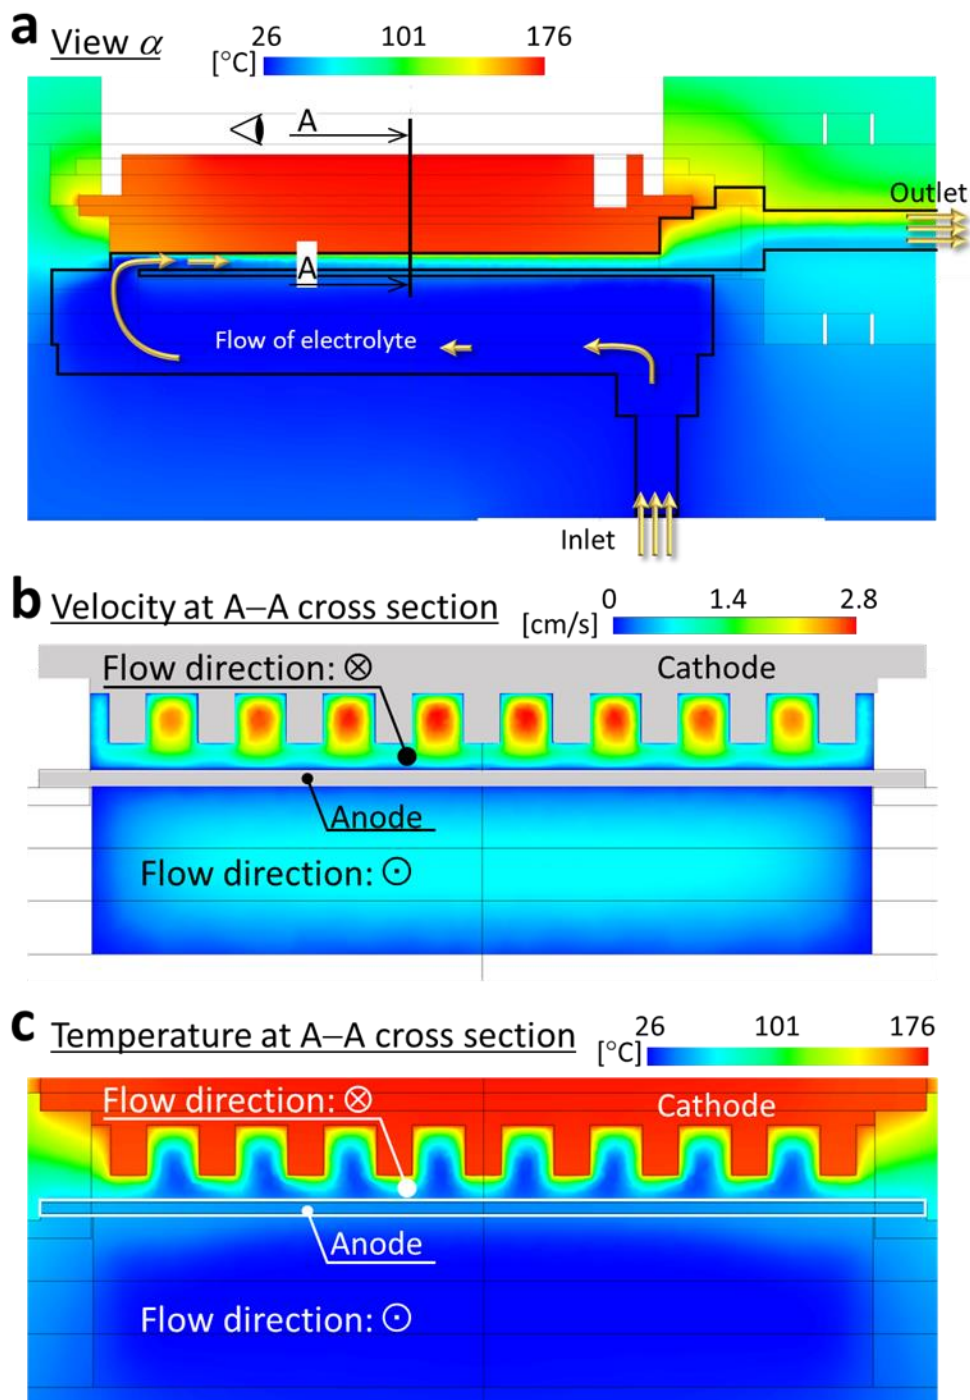 a View α
26 101 176
[°C]
A
Outlet
A
Flow of electrolyte
Inlet
b Velocity at A–A cross section
0 1.4 2.8
[cm/s]
Flow direction: ⊗
Cathode
Anode
Flow direction: ⊙
c Temperature at A–A cross section
26 101 176
[°C]
Flow direction: ⊗
Cathode
Anode
Flow direction: ⊙